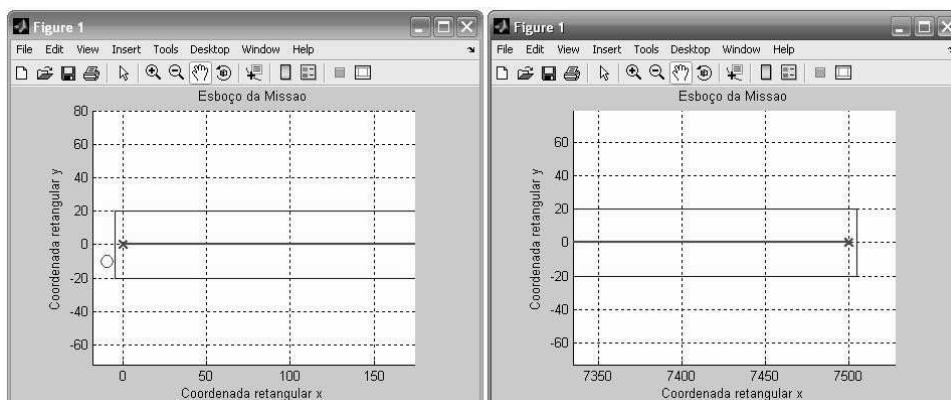 Figure 1
File Edit View Insert Tools Desktop Window Help
Esboço da Missao
80
60
40
20
0
-20
-40
-60
Coordenada retangular y
0 50 100 150
Coordenada retangular x
Figure 1
File Edit View Insert Tools Desktop Window Help
Esboço da Missao
60
40
20
0
-20
-40
-60
Coordenada retangular y
7350 7400 7450 7500
Coordenada retangular x